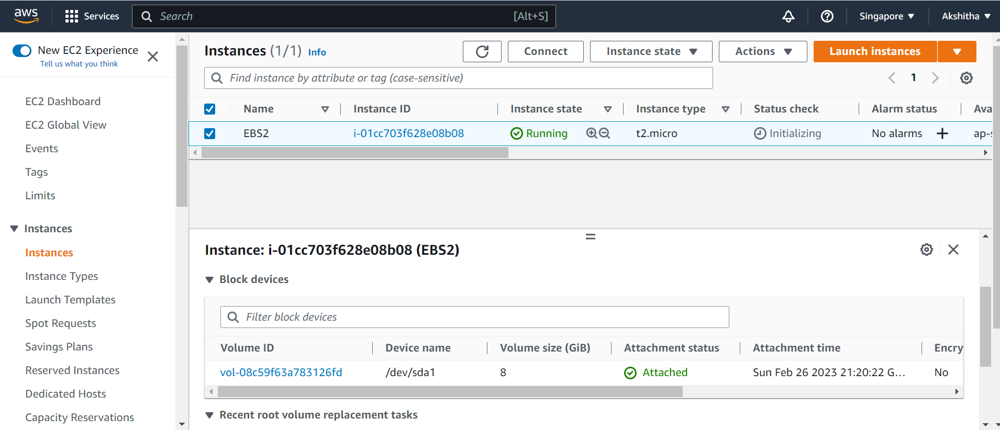 aws Services Search [Alt+S] Singapore Akshitha
New EC2 Experience
Tell us what you think
EC2 Dashboard
EC2 Global View
Events
Tags
Limits
Instances
Instances
Instance Types
Launch Templates
Spot Requests
Savings Plans
Reserved Instances
Dedicated Hosts
Capacity Reservations
Instances (1/1) Info Connect Instance state Actions Launch instances
Find instance by attribute or tag (case-sensitive) 1
Name Instance ID Instance state Instance type Status check Alarm status Ava
EBS2 i-01cc703f628e08b08 Running t2.micro Initializing No alarms + ap-s
Instance: i-01cc703f628e08b08 (EBS2)
Block devices
Filter block devices
Volume ID Device name Volume size (GiB) Attachment status Attachment time Encry
vol-08c59f63a783126fd /dev/sda1 8 Attached Sun Feb 26 2023 21:20:22 G... No
Recent root volume replacement tasks